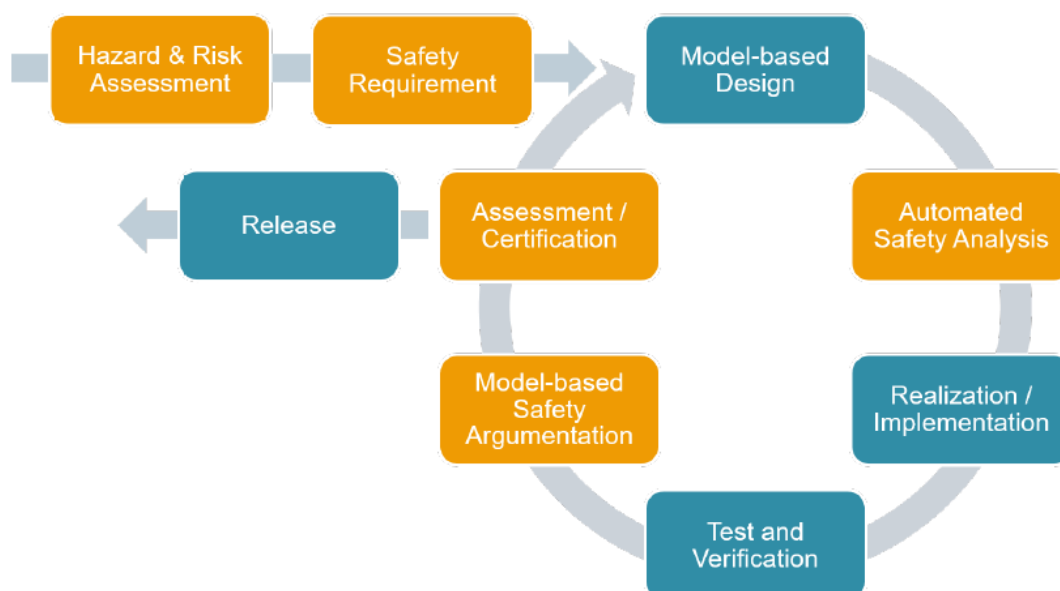 Hazard & Risk
Assessment
Safety
Requirement
Model-based
Design
Release
Assessment /
Certification
Automated
Safety Analysis
Model-based
Safety
Argumentation
Realization /
Implementation
Test and
Verification